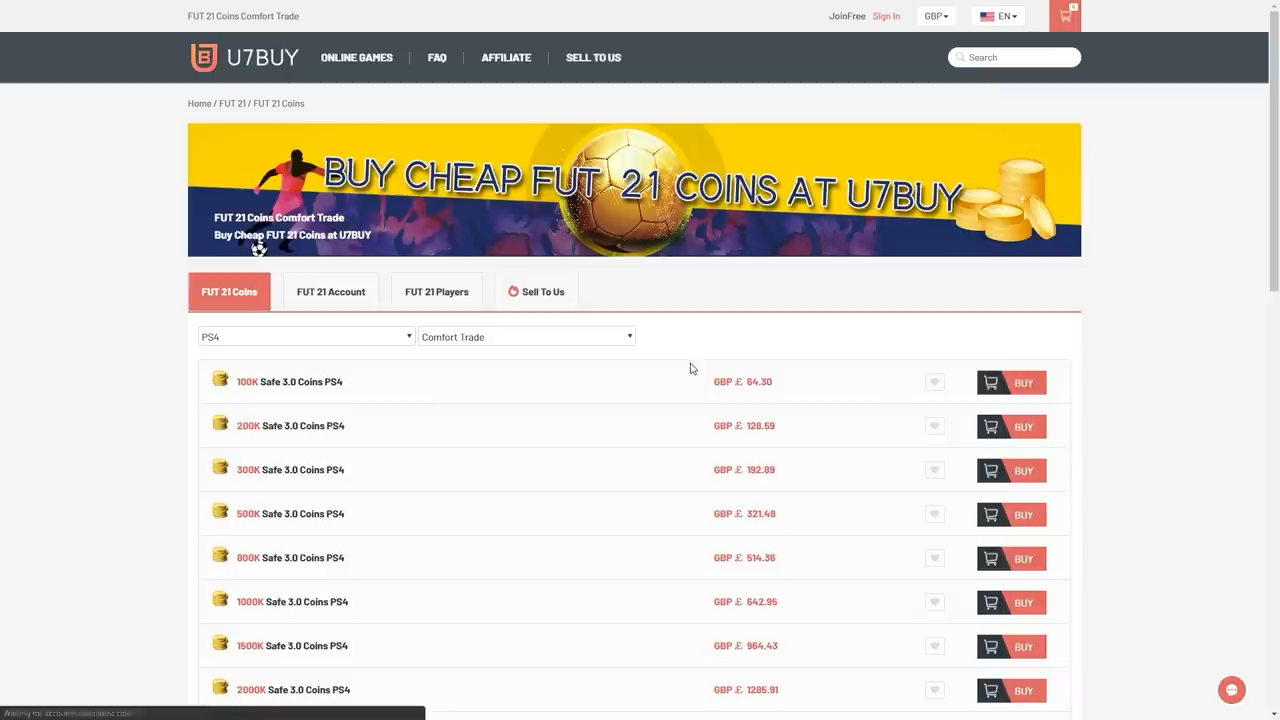 FUT 21 Coins Comfort Trade
JoinFree Sign In GBP EN 0
U7BUY ONLINE GAMES FAQ AFFILIATE SELL TO US Search
Home / FUT 21 / FUT 21 Coins
BUY CHEAP FUT 21 COINS AT U7BUY
FUT 21 Coins Comfort Trade
Buy Cheap FUT 21 Coins at U7BUY
FUT 21 Coins FUT 21 Account FUT 21 Players Sell To Us
PS4 Comfort Trade
100K Safe 3.0 Coins PS4 GBP £ 64.30 BUY
200K Safe 3.0 Coins PS4 GBP £ 128.59 BUY
300K Safe 3.0 Coins PS4 GBP £ 192.89 BUY
500K Safe 3.0 Coins PS4 GBP £ 321.48 BUY
800K Safe 3.0 Coins PS4 GBP £ 514.36 BUY
1000K Safe 3.0 Coins PS4 GBP £ 642.95 BUY
1500K Safe 3.0 Coins PS4 GBP £ 964.43 BUY
2000K Safe 3.0 Coins PS4 GBP £ 1285.91 BUY
Waiting for